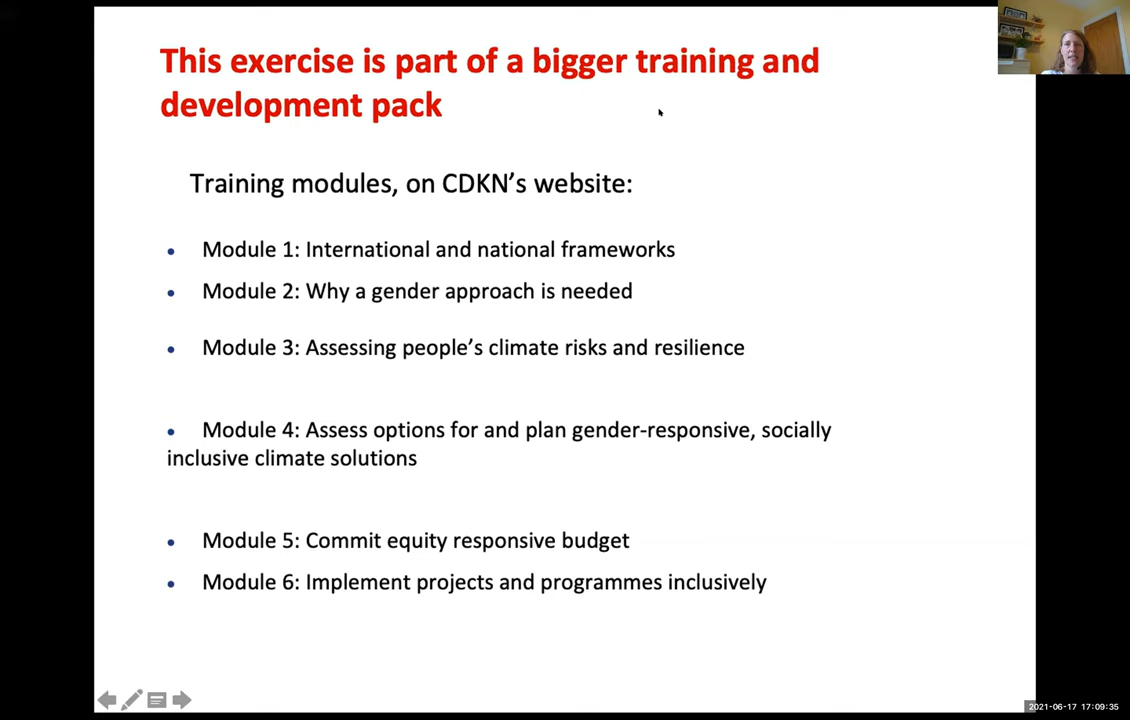 This exercise is part of a bigger training and
development pack
Training modules, on CDKN’s website:
• Module 1: International and national frameworks
• Module 2: Why a gender approach is needed
• Module 3: Assessing people’s climate risks and resilience
• Module 4: Assess options for and plan gender-responsive, socially
inclusive climate solutions
• Module 5: Commit equity responsive budget
• Module 6: Implement projects and programmes inclusively
2021-06-17 17:09:35